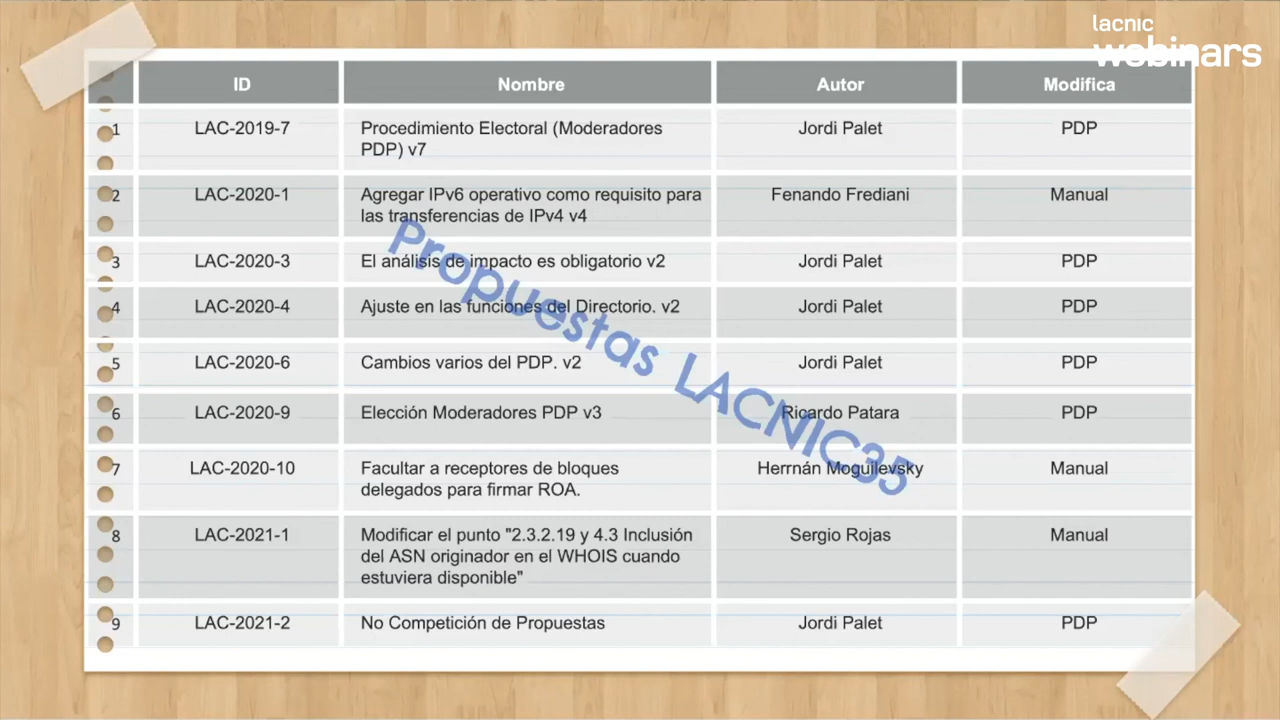 lacnic
webinars
ID Nombre Autor Modifica
1 LAC-2019-7 Procedimiento Electoral (Moderadores Jordi Palet PDP
PDP) v7
2 LAC-2020-1 Agregar IPv6 operativo como requisito para Fenando Frediani Manual
las transferencias de IPv4 v4
3 LAC-2020-3 El análisis de impacto es obligatorio v2 Jordi Palet PDP
4 LAC-2020-4 Ajuste en las funciones del Directorio. v2 Jordi Palet PDP
5 LAC-2020-6 Cambios varios del PDP. v2 Jordi Palet PDP
6 LAC-2020-9 Elección Moderadores PDP v3 Ricardo Patara PDP
7 LAC-2020-10 Facultar a receptores de bloques Herrnán Moguilevsky Manual
delegados para firmar ROA.
8 LAC-2021-1 Modificar el punto "2.3.2.19 y 4.3 Inclusión Sergio Rojas Manual
del ASN originador en el WHOIS cuando
estuviera disponible"
9 LAC-2021-2 No Competición de Propuestas Jordi Palet PDP
Propuestas LACNIC35